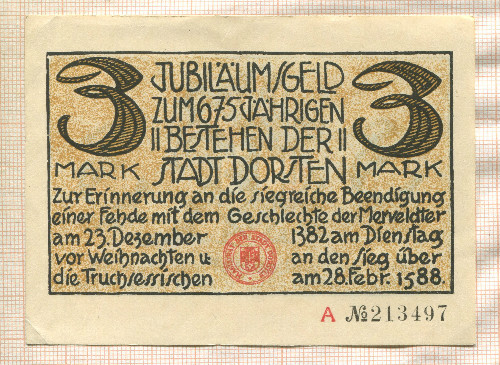 3 JUBILÄUMSGELD 3
ZUM 675 JÄHRIGEN
BESTEHEN DER
MARK STADT DORSTEN MARK
Zur Erinnerung an die siegreiche Beendigung
einer Fehde mit dem Geschlechte der Merveldter
am 23. Dezember 1382 am Dienstag
vor Weihnachten u: an den Sieg über
die Truchsessischen am 28. Febr. 1588.
A №213497